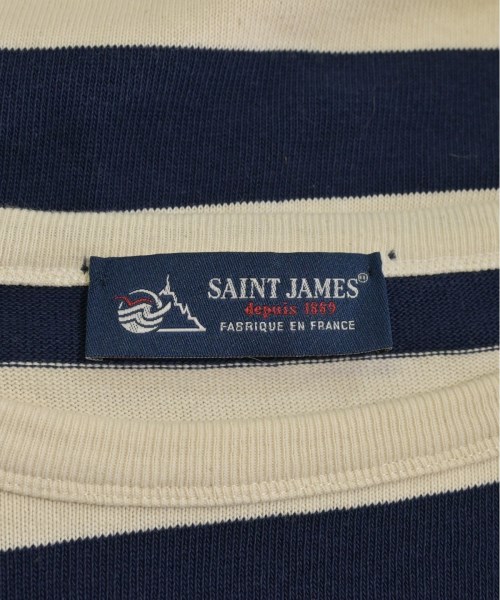 SAINT JAMES®
depuis 1889
FABRIQUE EN FRANCE